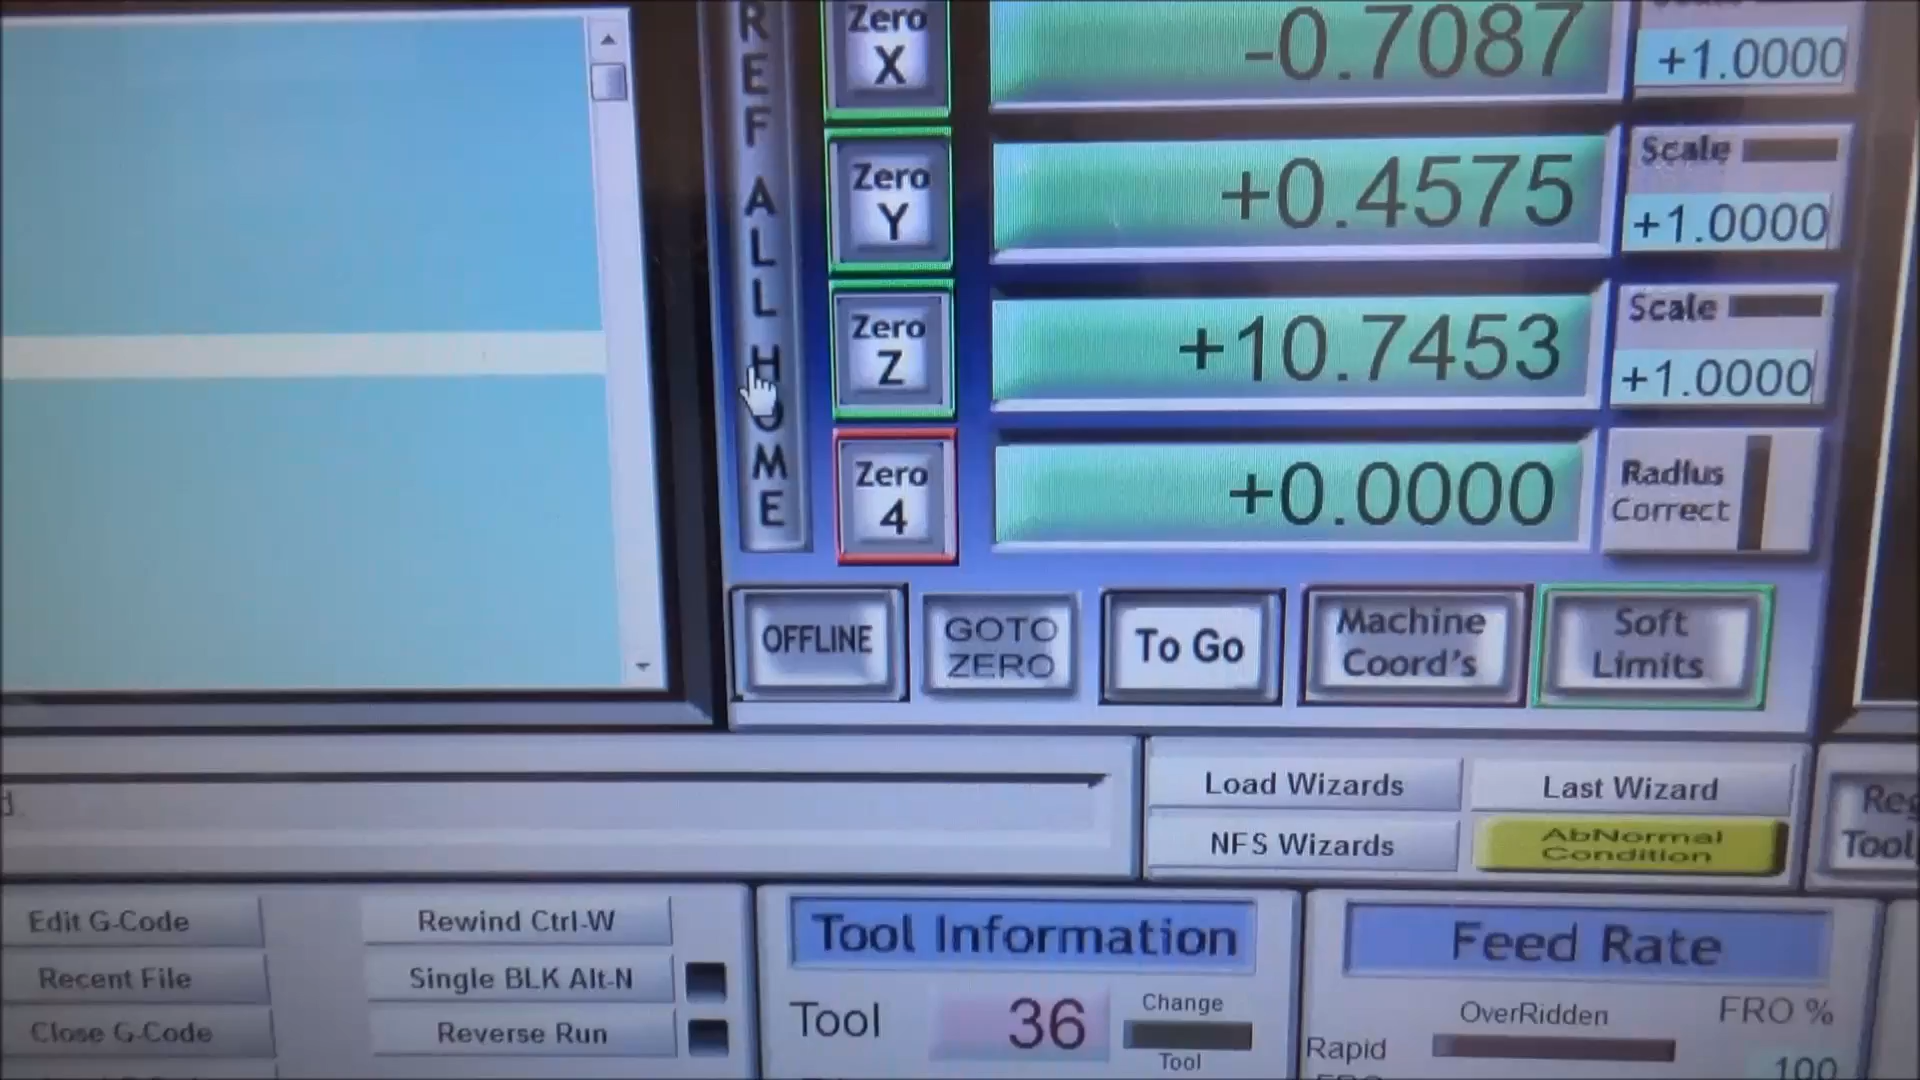 REF ALL HOME
Zero
X
-0.7087
+1.0000
Zero
Y
+0.4575
Scale
+1.0000
Zero
Z
+10.7453
Scale
+1.0000
Zero
4
+0.0000
Radius
Correct
OFFLINE
GOTO
ZERO
To Go
Machine
Coord's
Soft
Limits
Load Wizards
Last Wizard
NFS Wizards
AbNormal
Condition
Tool
Edit G-Code
Rewind Ctrl-W
Recent File
Single BLK Alt-N
Close G-Code
Reverse Run
Tool Information
Tool
36
Change
Tool
Feed Rate
OverRidden
FRO %
Rapid
100